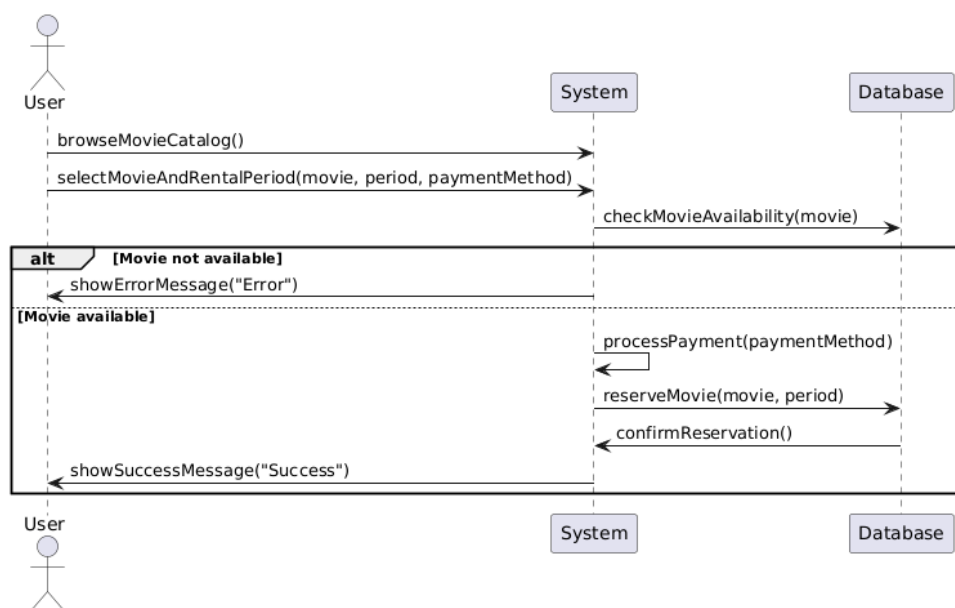 User
System
Database
browseMovieCatalog()
selectMovieAndRentalPeriod(movie, period, paymentMethod)
checkMovieAvailability(movie)
alt [Movie not available]
showErrorMessage("Error")
[Movie available]
processPayment(paymentMethod)
reserveMovie(movie, period)
confirmReservation()
showSuccessMessage("Success")
User
System
Database